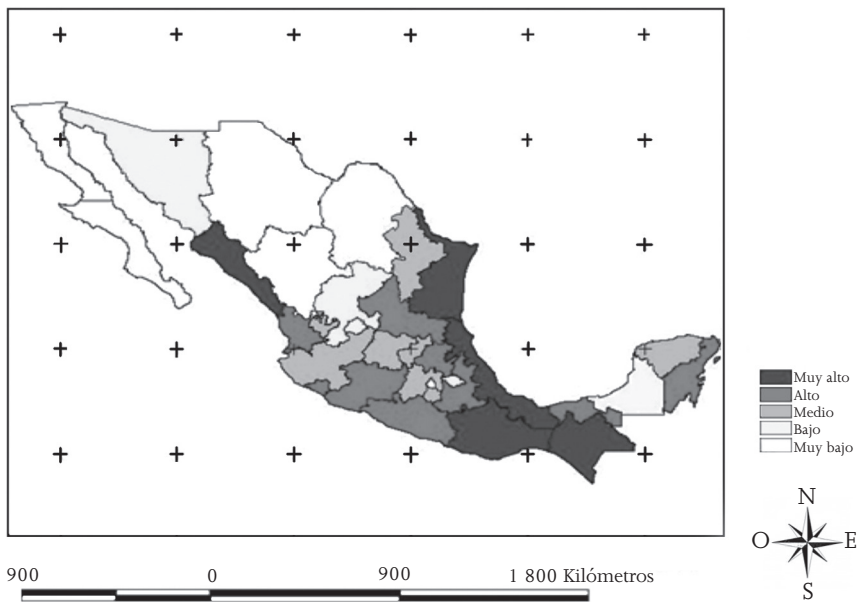 Muy alto
Alto
Medio
Bajo
Muy bajo
N
O E
S
900 0 900 1 800 Kilómetros